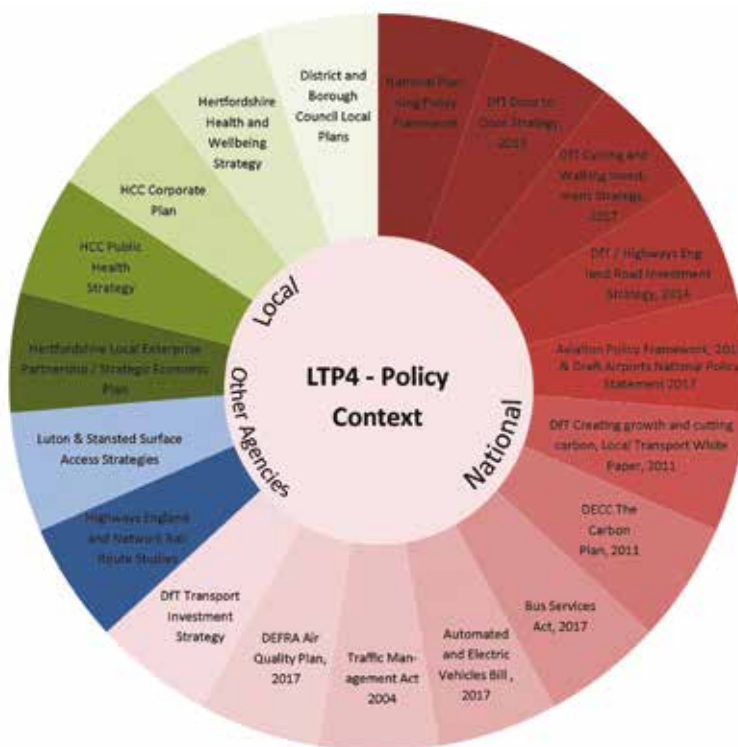 LTP4 - Policy
Context
National
National Plan-
ning Policy
Framework
DfT Door to
Door Strategy,
2013
DfT Cycling and
Walking Invest-
ment Strategy,
2017
DfT / Highways Eng-
land Road Investment
Strategy, 2014
Aviation Policy Framework,
& Draft Airports National Policy
Statement 2017
DfT Creating growth and cutting
carbon, Local Transport White
Paper, 2011
DECC The
Carbon
Plan, 2011
Bus Services
Act, 2017
Automated
and Electric
Vehicles Bill ,
2017
Traffic Man-
agement Act
2004
DEFRA Air
Quality Plan,
2017
DfT Transport
Investment
Strategy
Other Agencies
Highways England
and Network Rail
Route Studies
Luton & Stansted Surface
Access Strategies
Local
Hertfordshire Local Enterprise
Partnership / Strategic Economic
Plan
HCC Public
Health
Strategy
HCC Corporate
Plan
Hertfordshire
Health and
Wellbeing
Strategy
District and
Borough
Council Local
Plans